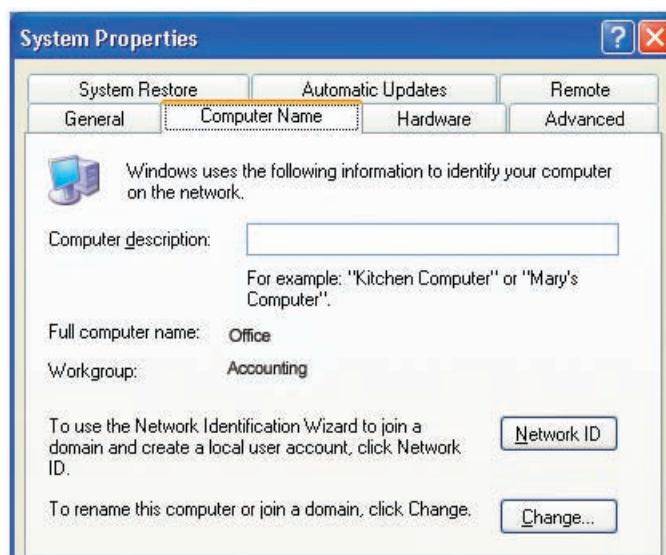 System Properties
System Restore Automatic Updates Remote
General Computer Name Hardware Advanced
Windows uses the following information to identify your computer
on the network.
Computer description:
For example: "Kitchen Computer" or "Mary's
Computer".
Full computer name: Office
Workgroup: Accounting
To use the Network Identification Wizard to join a
domain and create a local user account, click Network
ID.
Network ID
To rename this computer or join a domain, click Change.
Change...